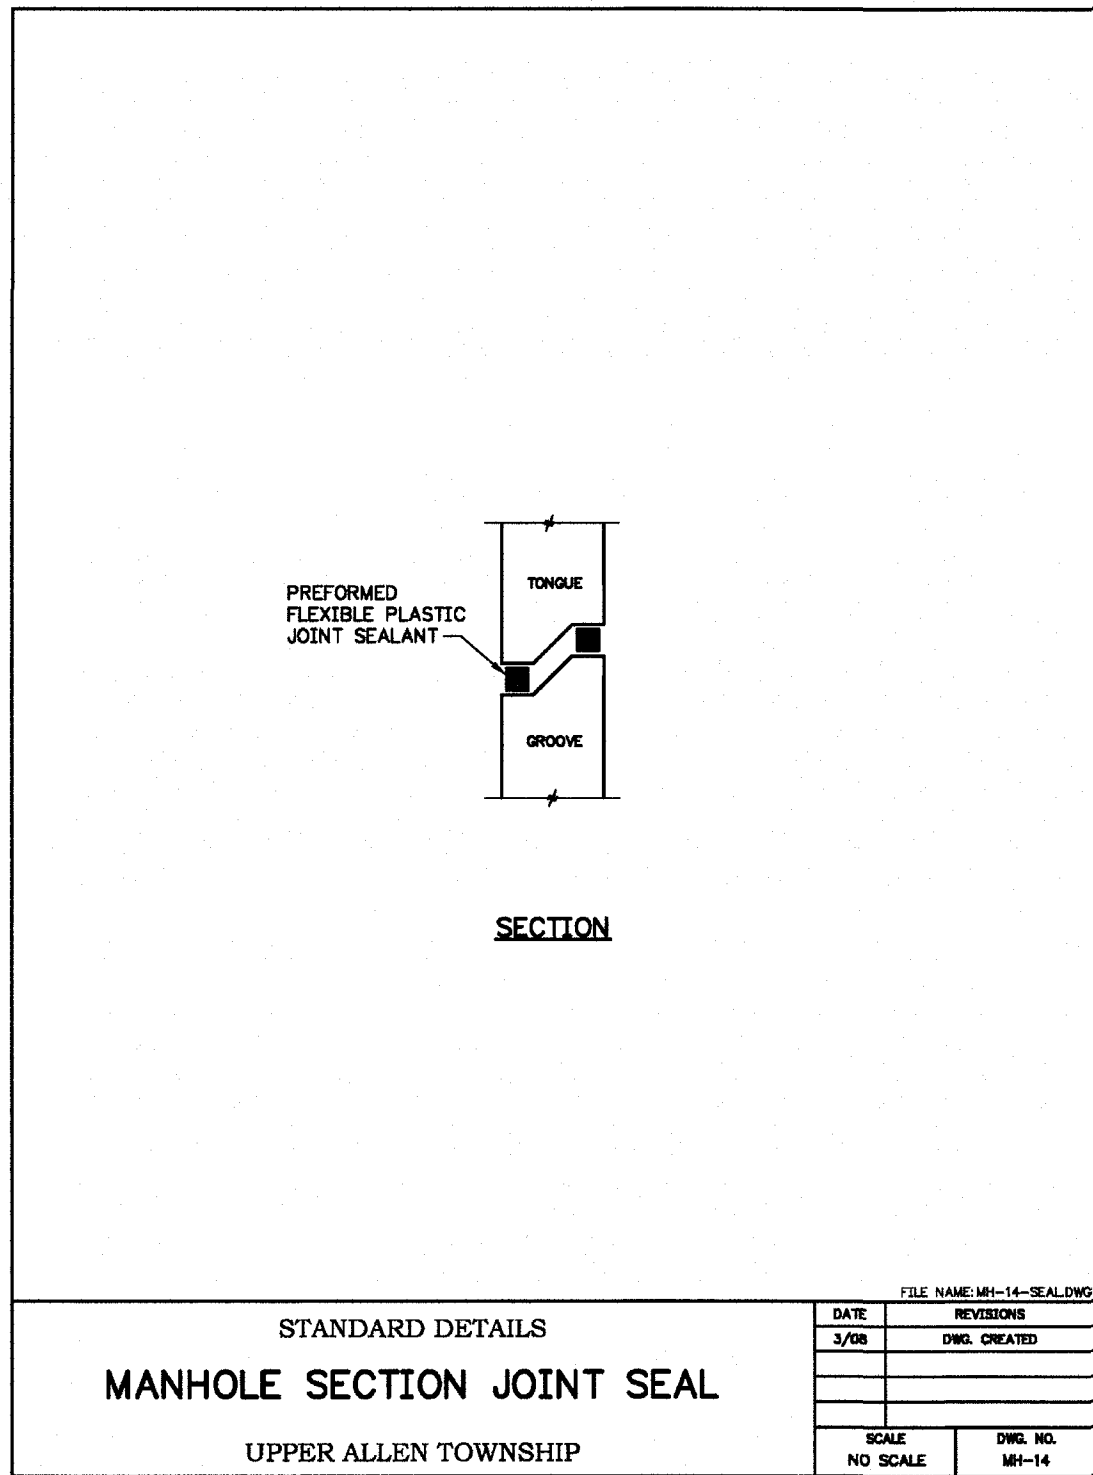 TONGUE
PREFORMED
FLEXIBLE PLASTIC
JOINT SEALANT
GROOVE
SECTION
FILE NAME: MH-14-SEAL.DWG
STANDARD DETAILS
MANHOLE SECTION JOINT SEAL
UPPER ALLEN TOWNSHIP
DATE REVISIONS
3/08 DWG. CREATED
SCALE DWG. NO.
NO SCALE MH-14